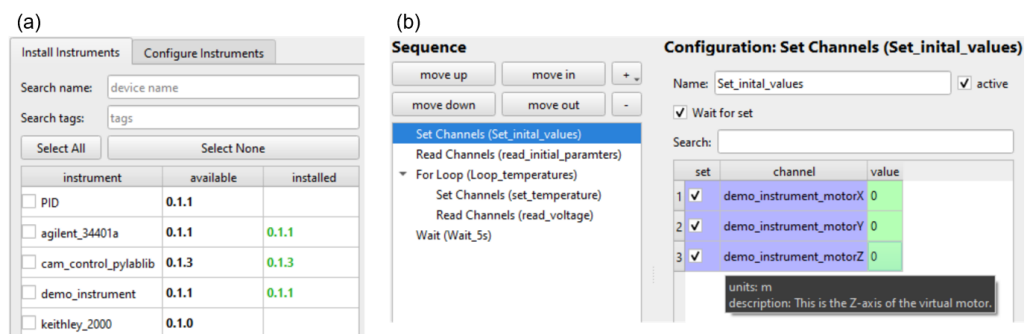 (a)
Install Instruments Configure Instruments
Search name: device name
Search tags: tags
Select All Select None
instrument available installed
PID 0.1.1
agilent_34401a 0.1.1 0.1.1
cam_control_pylablib 0.1.3 0.1.3
demo_instrument 0.1.1 0.1.1
keithley_2000 0.1.0
(b)
Sequence
move up move in +
move down move out -
Set Channels (Set_inital_values)
Read Channels (read_initial_paramters)
For Loop (Loop_temperatures)
Set Channels (set_temperature)
Read Channels (read_voltage)
Wait (Wait_5s)
Configuration: Set Channels (Set_inital_values)
Name: Set_inital_values active
Wait for set
Search:
set channel value
1 demo_instrument_motorX 0
2 demo_instrument_motorY 0
3 demo_instrument_motorZ 0
units: m
description: This is the Z-axis of the virtual motor.